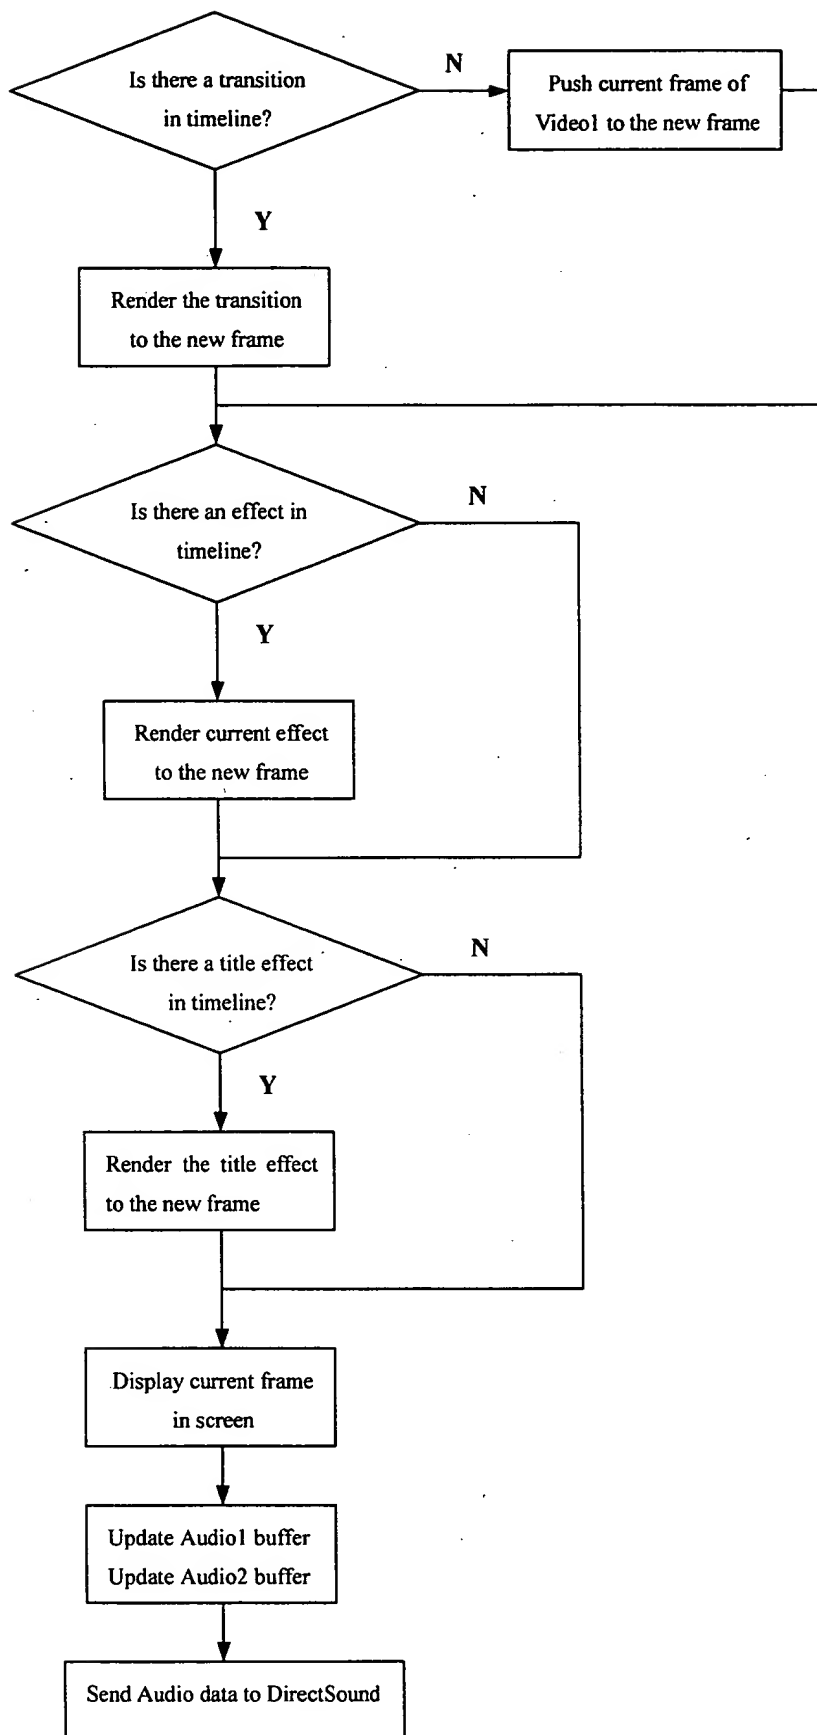 Is there a transition
in timeline?
N
Push current frame of
Video1 to the new frame
Y
Render the transition
to the new frame
Is there an effect in
timeline?
N
Y
Render current effect
to the new frame
Is there a title effect
in timeline?
N
Y
Render the title effect
to the new frame
Display current frame
in screen
Update Audio1 buffer
Update Audio2 buffer
Send Audio data to DirectSound